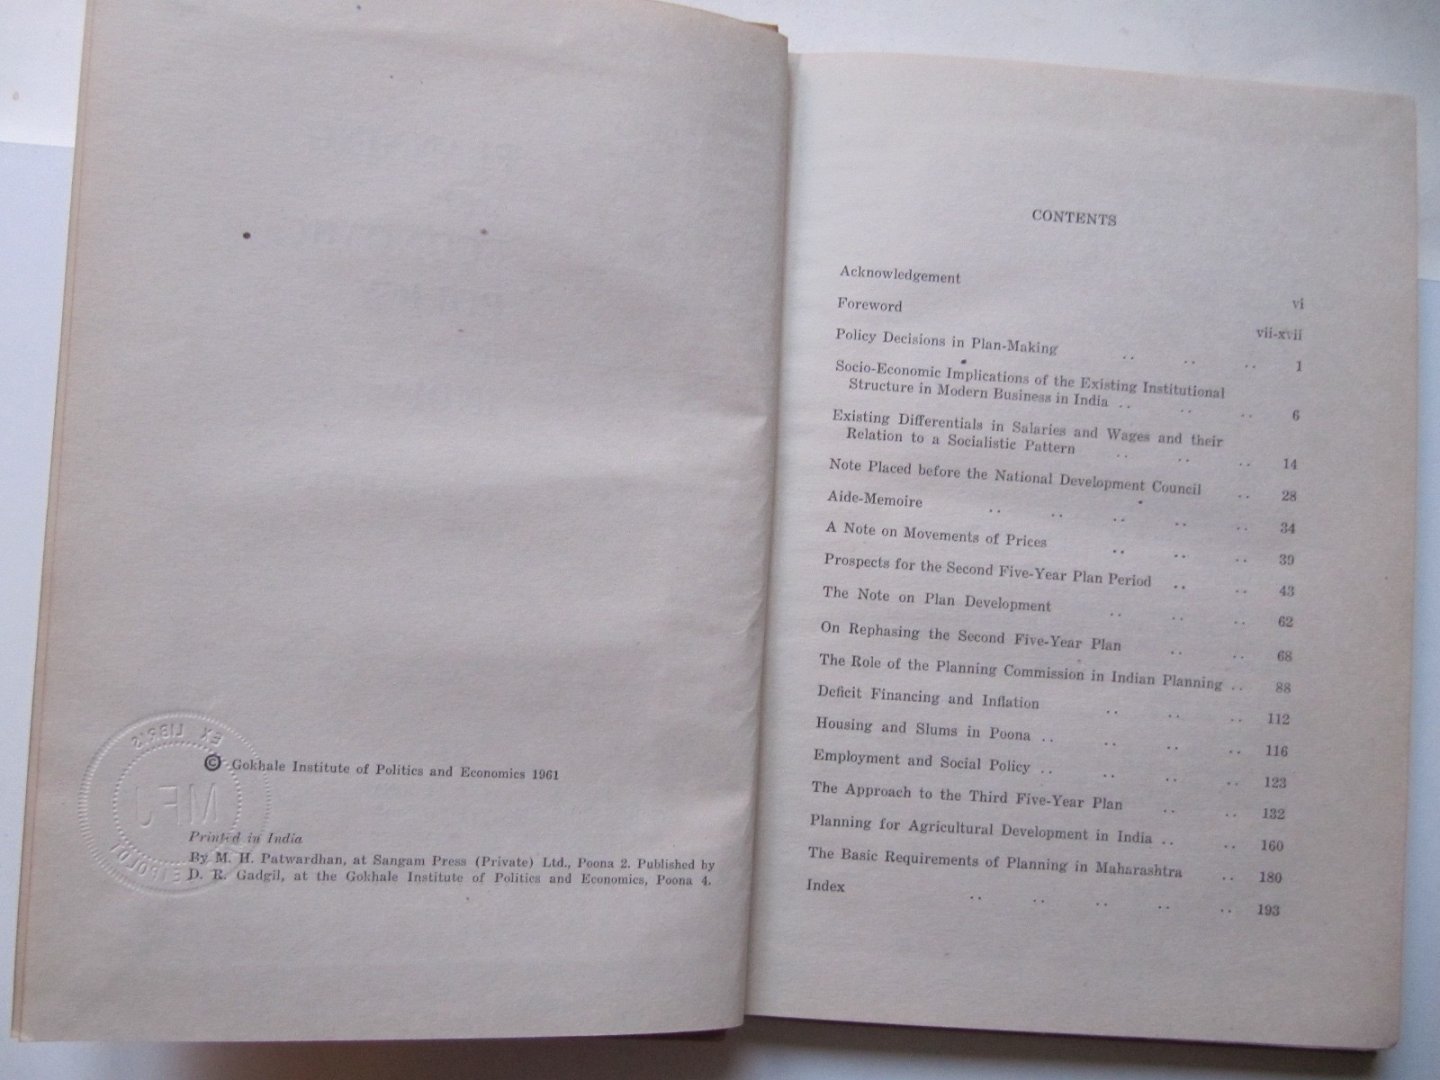 EX LIBRIS
MFJ
© Gokhale Institute of Politics and Economics 1961
Printed in India
By M. H. Patwardhan, at Sangam Press (Private) Ltd., Poona 2. Published by
D. R. Gadgil, at the Gokhale Institute of Politics and Economics, Poona 4.
CONTENTS
Acknowledgement vi
Foreword vii-xvii
Policy Decisions in Plan-Making .. .. .. 1
Socio-Economic Implications of the Existing Institutional
Structure in Modern Business in India .. .. .. 6
Existing Differentials in Salaries and Wages and their
Relation to a Socialistic Pattern .. .. .. 14
Note Placed before the National Development Council .. 28
Aide-Memoire .. .. .. .. .. 34
A Note on Movements of Prices .. .. .. 39
Prospects for the Second Five-Year Plan Period .. .. 43
The Note on Plan Development .. .. .. 62
On Rephasing the Second Five-Year Plan .. .. 68
The Role of the Planning Commission in Indian Planning .. 88
Deficit Financing and Inflation .. .. .. 112
Housing and Slums in Poona .. .. .. .. 116
Employment and Social Policy .. .. .. .. 123
The Approach to the Third Five-Year Plan .. .. 132
Planning for Agricultural Development in India .. .. 160
The Basic Requirements of Planning in Maharashtra .. 180
Index .. .. .. .. .. 193